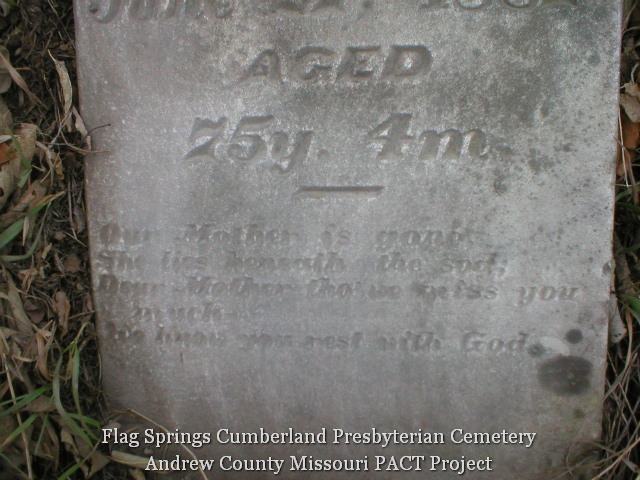 June
AGED
75y. 4m.
Our Mother is gone
She lies beneath the sod,
Dear Mother tho' we miss you
much
We know you rest with God.
Flag Springs Cumberland Presbyterian Cemetery
Andrew County Missouri PACT Project